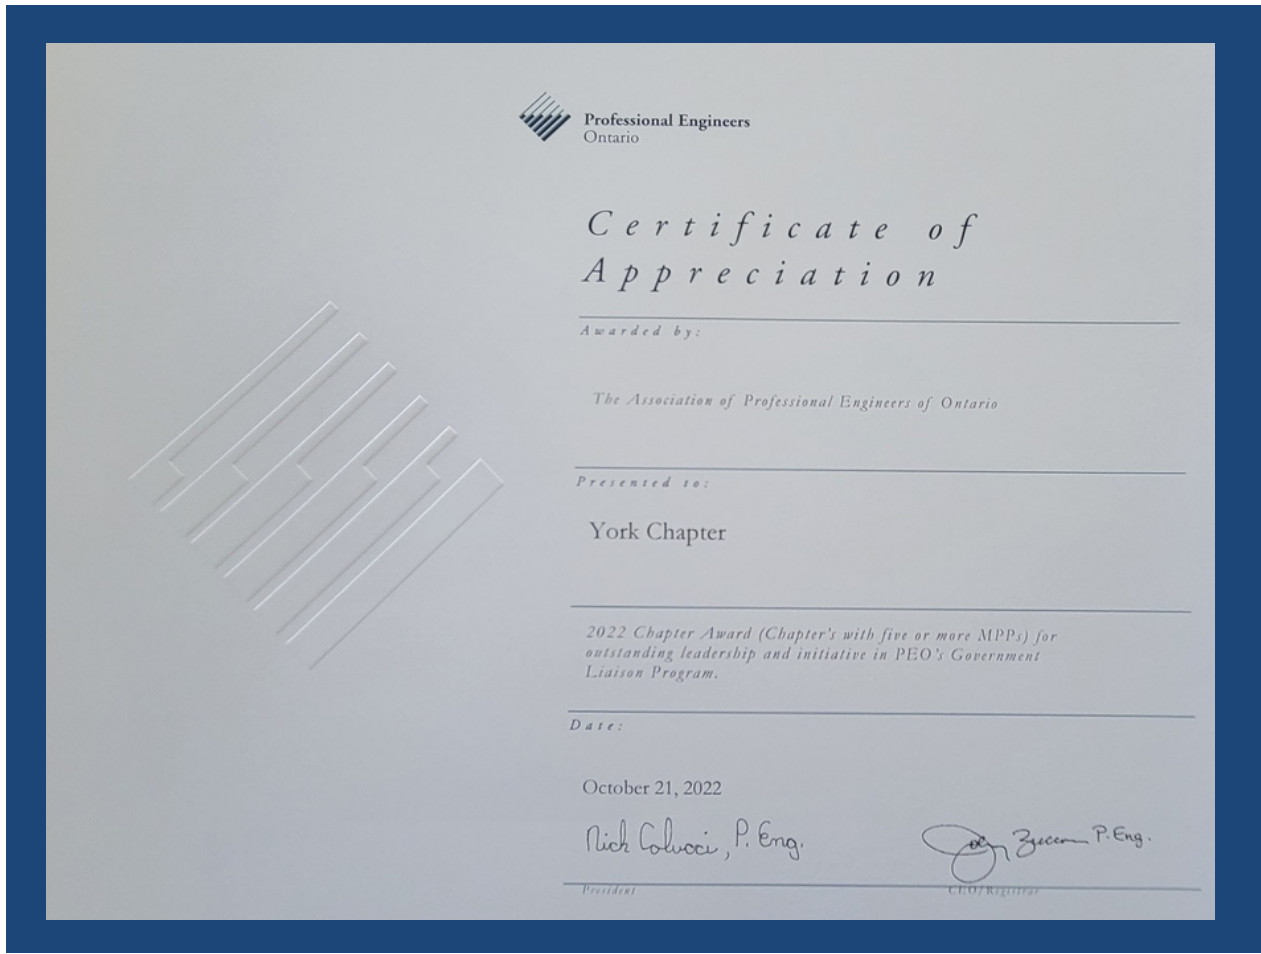 Professional Engineers
Ontario
Certificate of
Appreciation
Awarded by:
The Association of Professional Engineers of Ontario
Presented to:
York Chapter
2022 Chapter Award (Chapter's with five or more MPPs) for
outstanding leadership and initiative in PEO's Government
Liaison Program.
Date:
October 21, 2022
Nick Colucci, P. Eng.
P. Eng.
President
CEO/Registrar